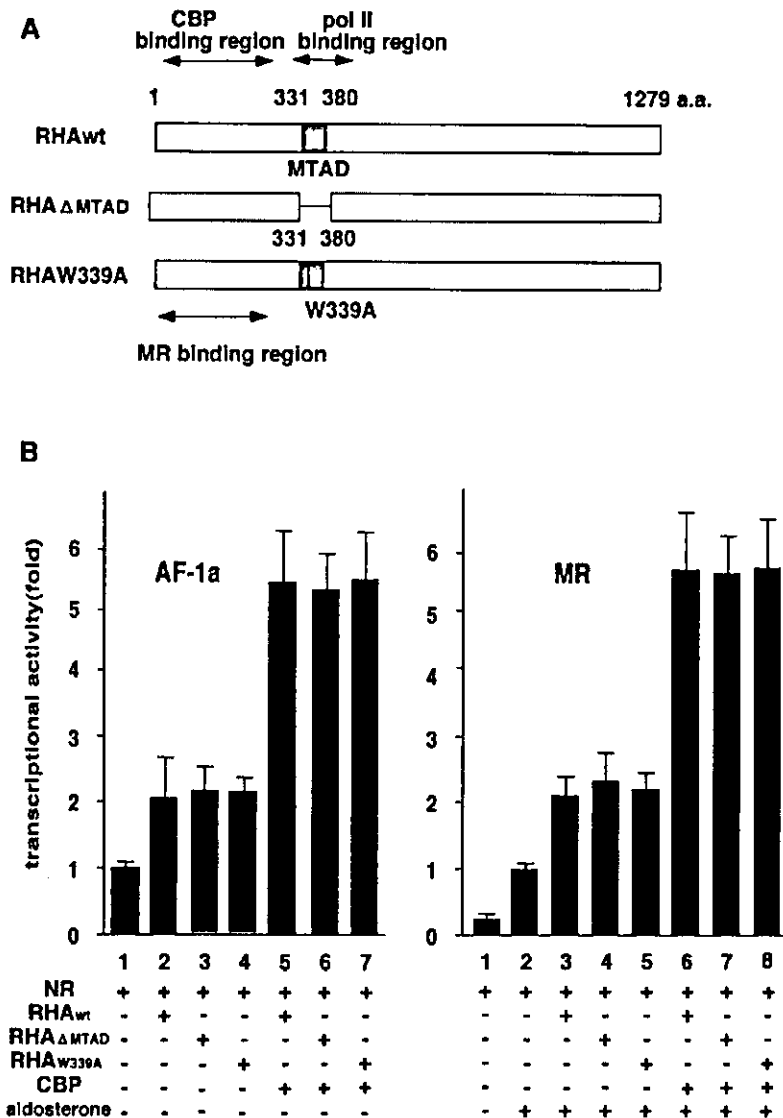 A
CBP binding region
pol II binding region
1 331 380 1279 a.a.
RHAwt
MTAD
RHAΔMTAD
331 380
RHAW339A
W339A
MR binding region
B
transcriptional activity(fold)
6
5
4
3
2
1
0
AF-1a
1 2 3 4 5 6 7
6
5
4
3
2
1
0
MR
1 2 3 4 5 6 7 8
NR + + + + + + + + + + + + + + +
RHAwt - + - - + - - - - + - - + - -
RHAΔMTAD - - + - - + - - - - + - - + -
RHAW339A - - - + - - + - - - - + - - +
CBP - - - - + + + - - - - - + + +
aldosterone - - - - - - - - + + + + + + +